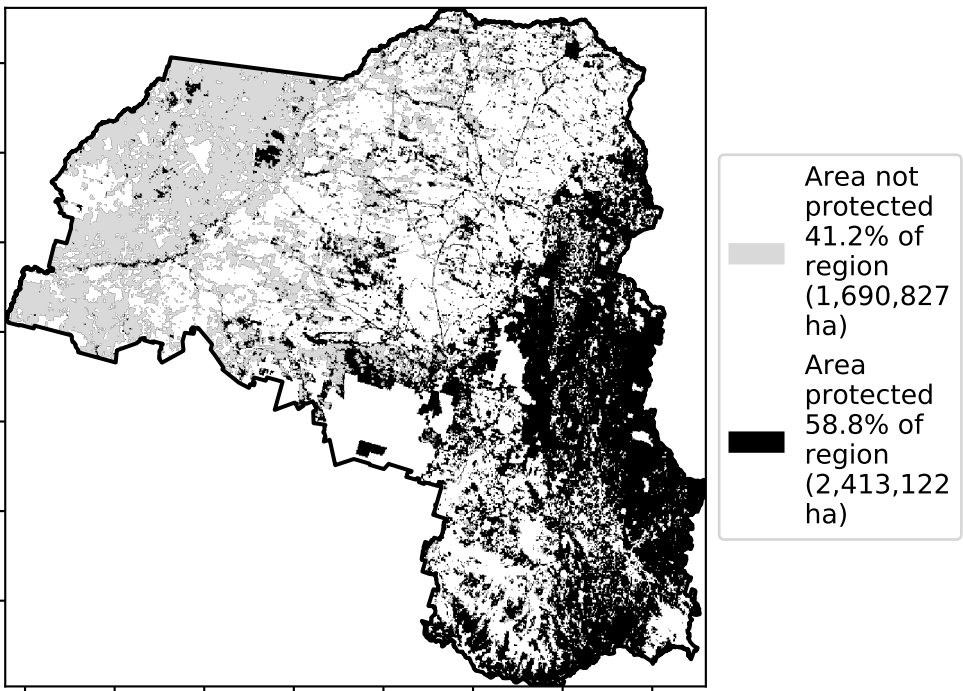 Area not
protected
41.2% of
region
(1,690,827
ha)
Area
protected
58.8% of
region
(2,413,122
ha)